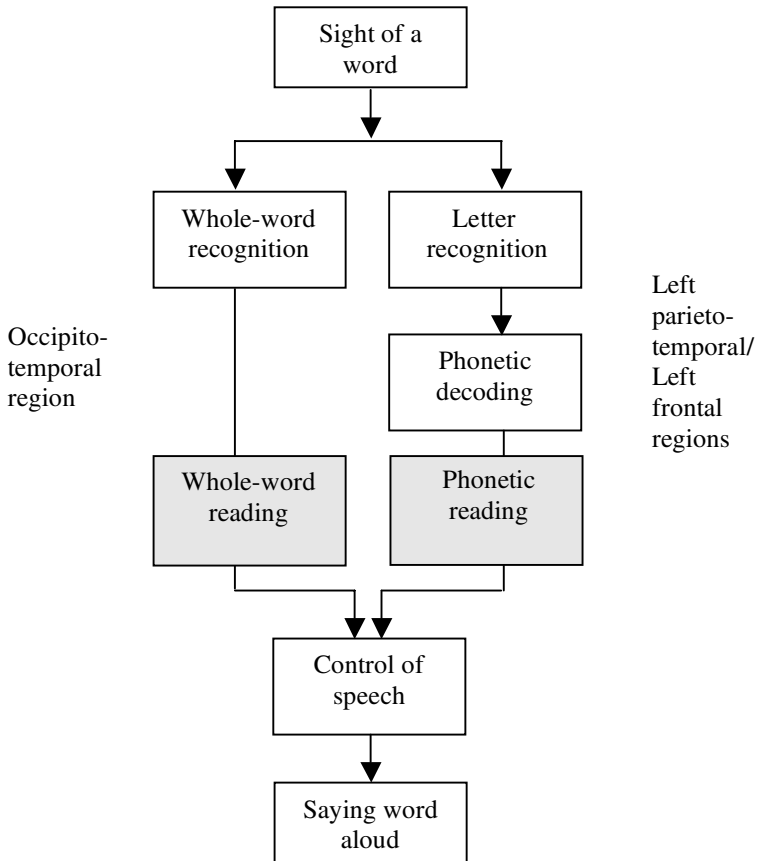 Sight of a
word
Whole-word
recognition
Letter
recognition
Occipito-
temporal
region
Left
parieto-
temporal/
Left
frontal
regions
Phonetic
decoding
Whole-word
reading
Phonetic
reading
Control of
speech
Saying word
aloud